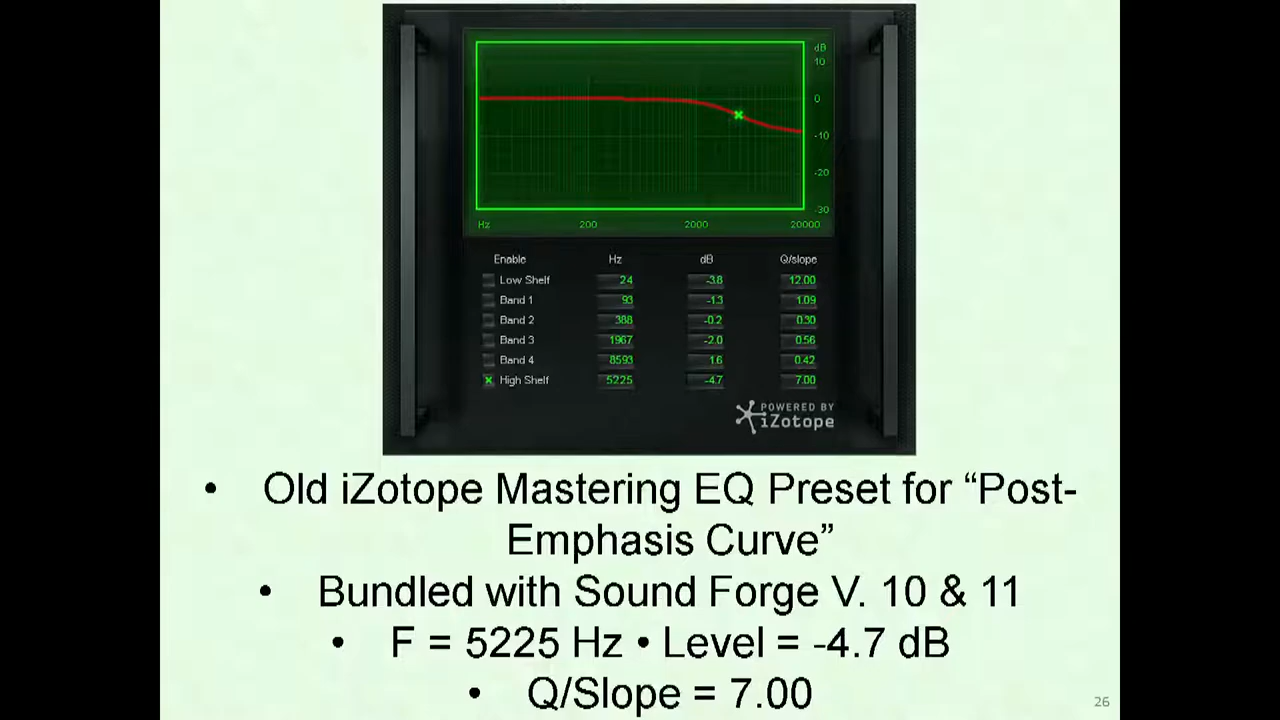 dB
10
0
-10
-20
-30
Hz 200 2000 20000
Enable Hz dB Q/slope
Low Shelf 24 -3.8 12.00
Band 1 93 -1.3 1.09
Band 2 388 -0.2 0.30
Band 3 1967 -2.0 0.56
Band 4 8593 1.6 0.42
High Shelf 5225 -4.7 7.00
POWERED BY
iZotope
• Old iZotope Mastering EQ Preset for “Post-
Emphasis Curve”
• Bundled with Sound Forge V. 10 & 11
• F = 5225 Hz • Level = -4.7 dB
• Q/Slope = 7.00
26